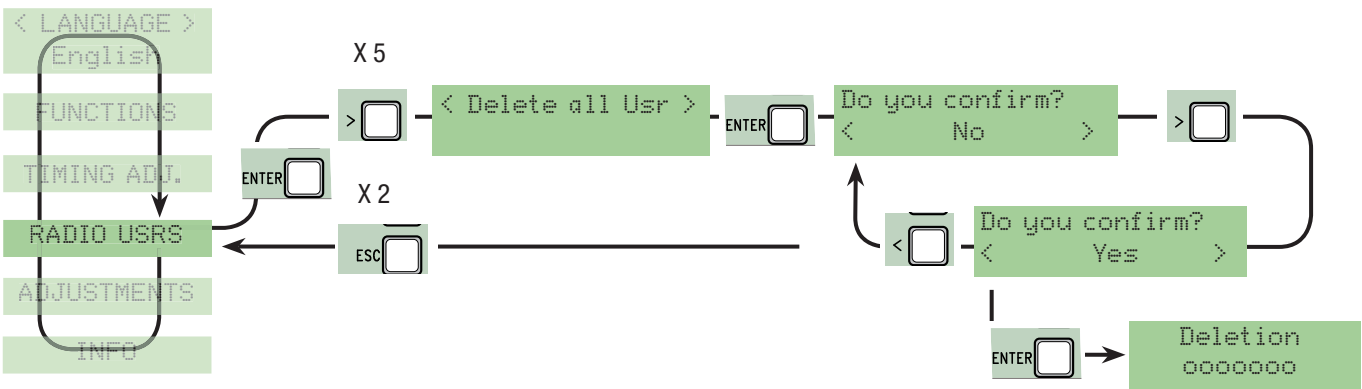 < LANGUAGE >
English
FUNCTIONS
TIMING ADJ.
RADIO USRS
ADJUSTMENTS
INFO
ENTER
X 5
>
< Delete all Usr >
ENTER
Do you confirm?
< No >
>
X 2
ESC
<
Do you confirm?
< Yes >
ENTER
Deletion
ooooooo